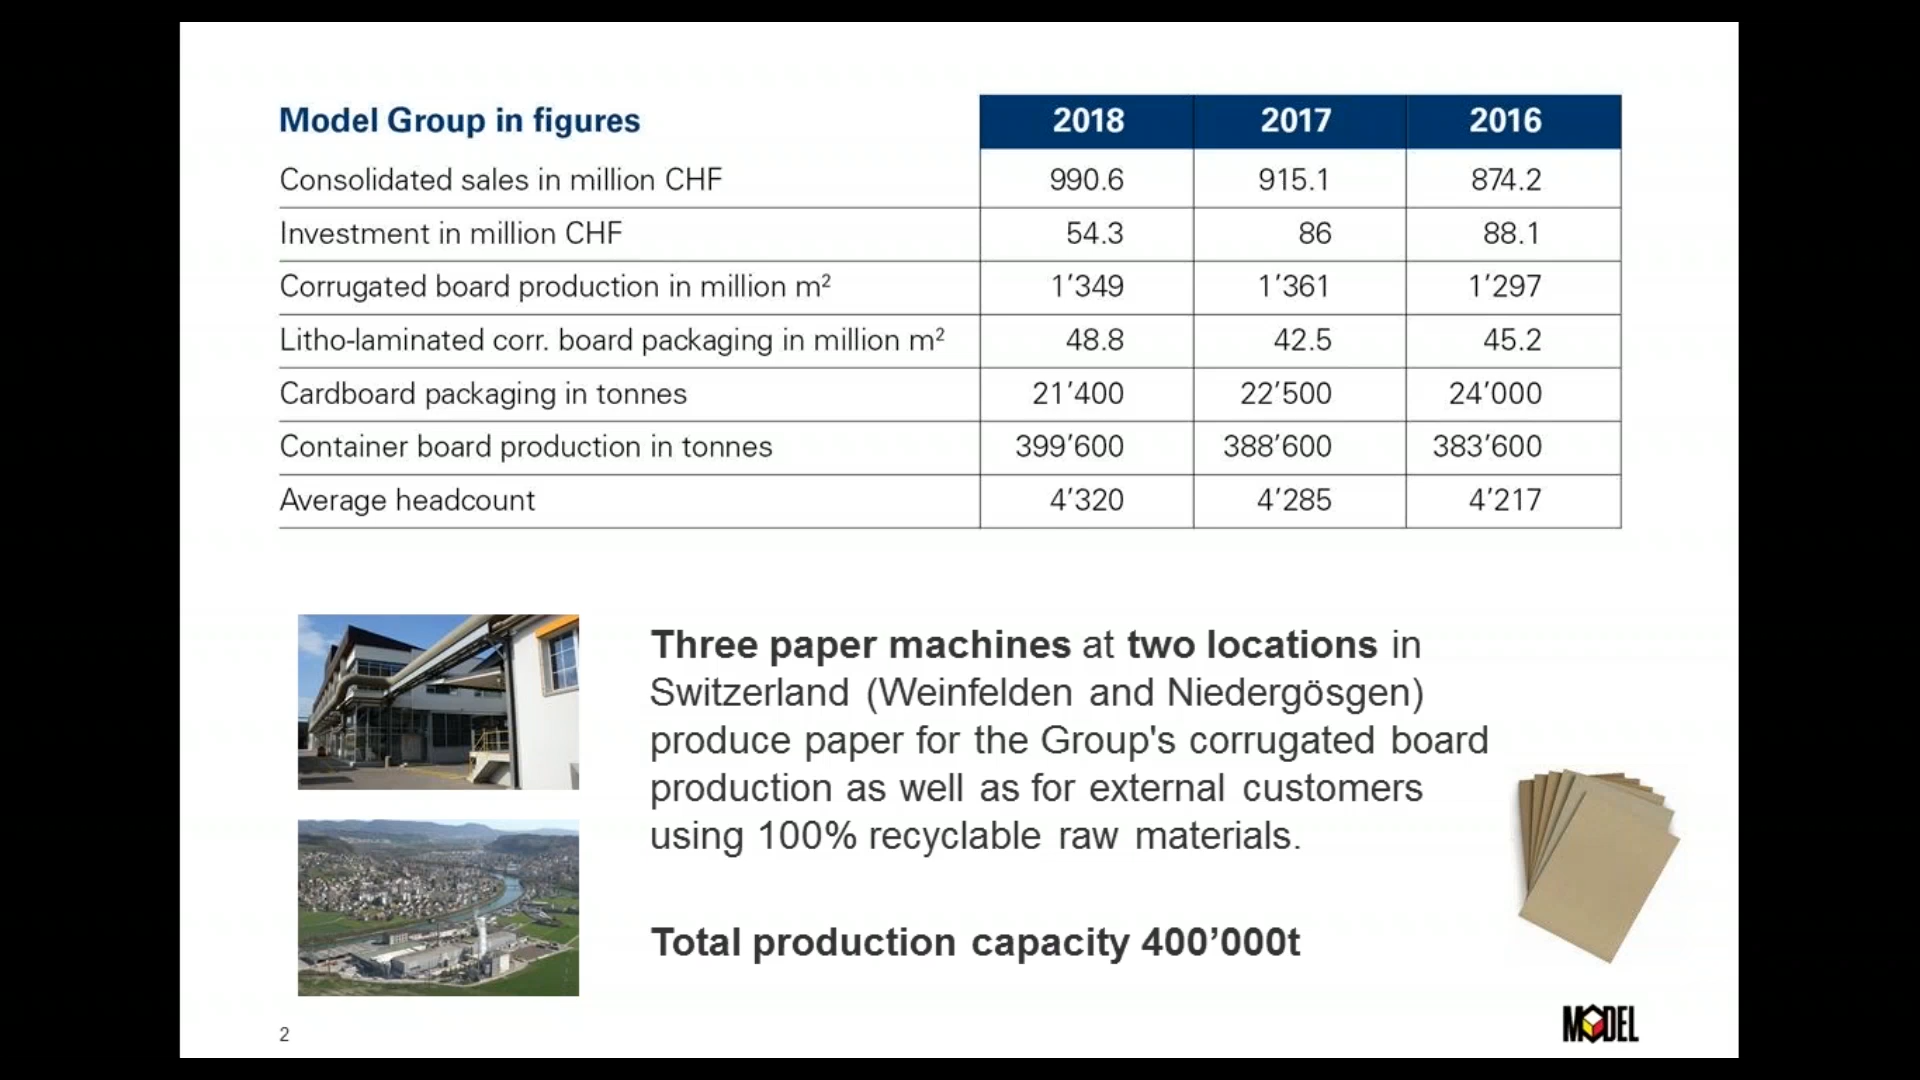 Model Group in figures 2018 2017 2016
Consolidated sales in million CHF 990.6 915.1 874.2
Investment in million CHF 54.3 86 88.1
Corrugated board production in million m² 1’349 1’361 1’297
Litho-laminated corr. board packaging in million m² 48.8 42.5 45.2
Cardboard packaging in tonnes 21’400 22’500 24’000
Container board production in tonnes 399’600 388’600 383’600
Average headcount 4’320 4’285 4’217
Three paper machines at two locations in
Switzerland (Weinfelden and Niedergösgen)
produce paper for the Group's corrugated board
production as well as for external customers
using 100% recyclable raw materials.
Total production capacity 400’000t
2
MODEL